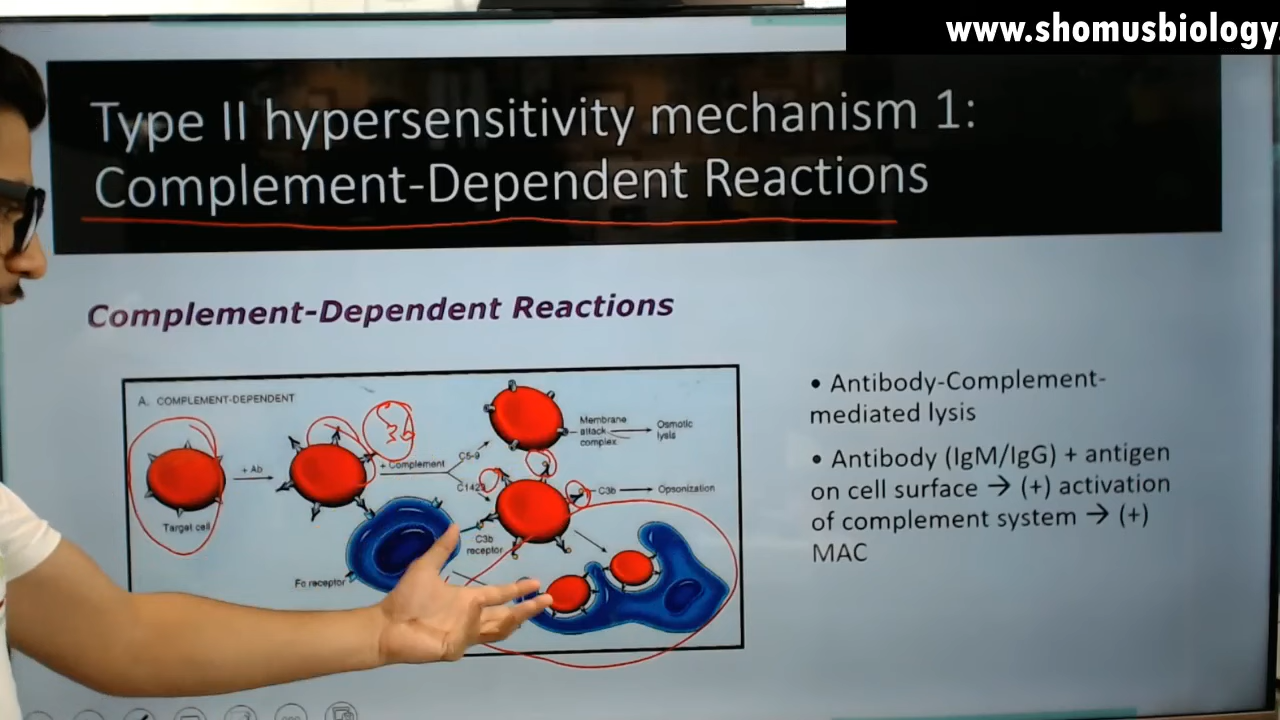 www.shomusbiology.
Type II hypersensitivity mechanism 1:
Complement-Dependent Reactions
Complement-Dependent Reactions
A. COMPLEMENT-DEPENDENT
Target cell
+ Ab
3b
+ Complement
C5-9
Membrane
attack
complex
Osmotic
lysis
C3b
Opsonization
C3b
receptor
Fc receptor
• Antibody-Complement-
mediated lysis
• Antibody (IgM/IgG) + antigen
on cell surface → (+) activation
of complement system → (+)
MAC